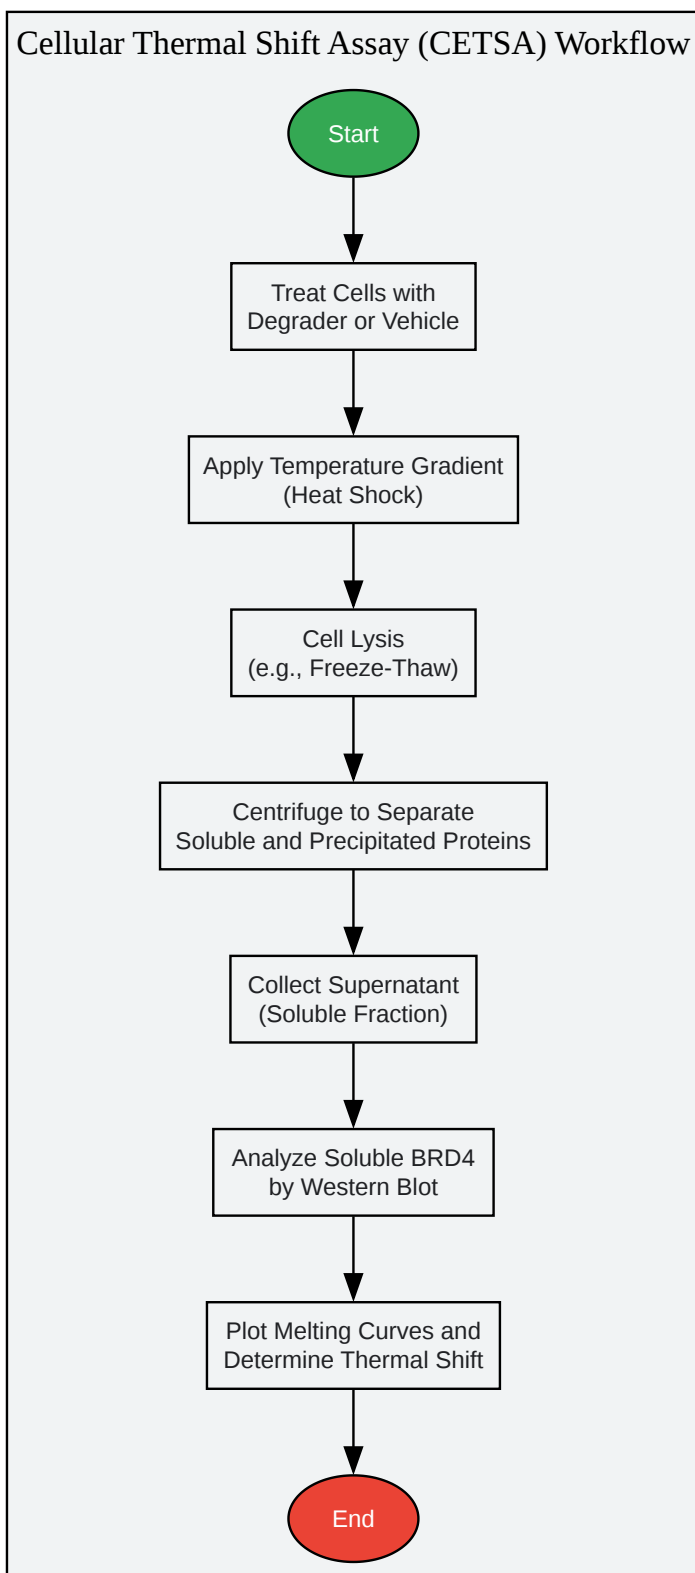 Cellular Thermal Shift Assay (CETSA) Workflow
Start
Treat Cells with
Degrader or Vehicle
Apply Temperature Gradient
(Heat Shock)
Cell Lysis
(e.g., Freeze-Thaw)
Centrifuge to Separate
Soluble and Precipitated Proteins
Collect Supernatant
(Soluble Fraction)
Analyze Soluble BRD4
by Western Blot
Plot Melting Curves and
Determine Thermal Shift
End